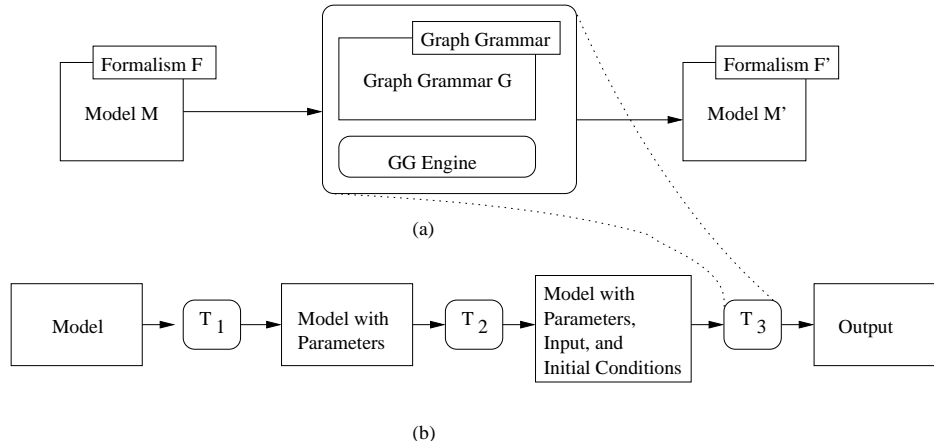 Graph Grammar
Formalism F
Graph Grammar G
Formalism F'
Model M
Model M'
GG Engine
(a)
Model
T 1
Model with
Parameters
T 2
Model with
Parameters,
Input, and
Initial Conditions
T 3
Output
(b)